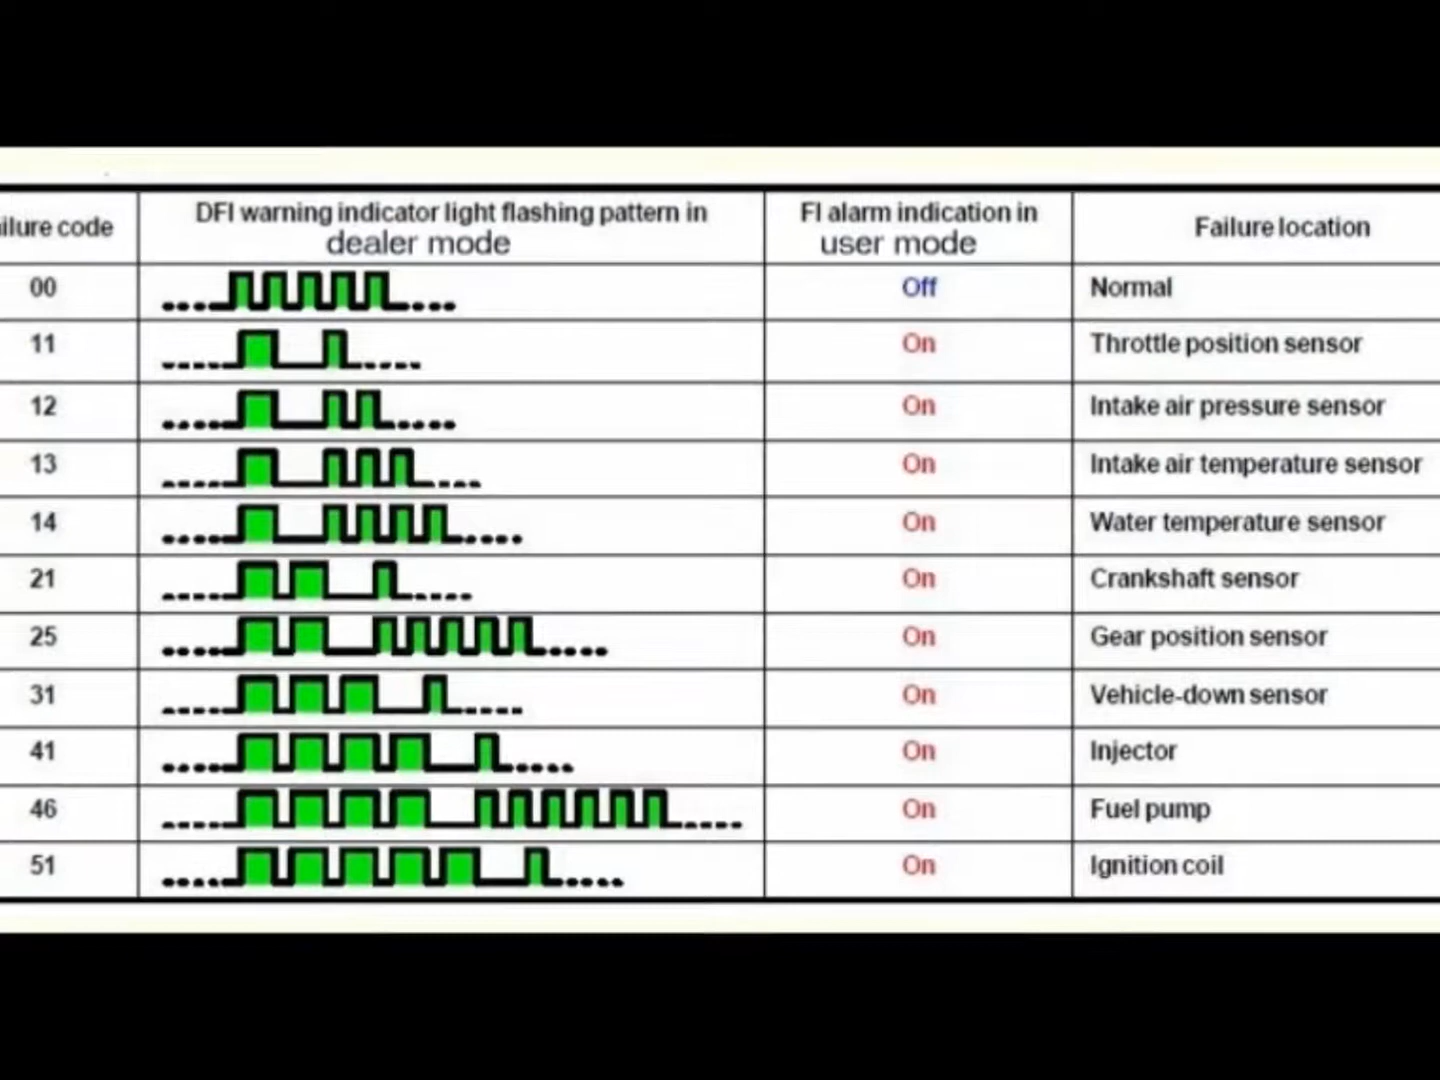 ilure code DFI warning indicator light flashing pattern in dealer mode FI alarm indication in user mode Failure location
00 Off Normal
11 On Throttle position sensor
12 On Intake air pressure sensor
13 On Intake air temperature sensor
14 On Water temperature sensor
21 On Crankshaft sensor
25 On Gear position sensor
31 On Vehicle-down sensor
41 On Injector
46 On Fuel pump
51 On Ignition coil